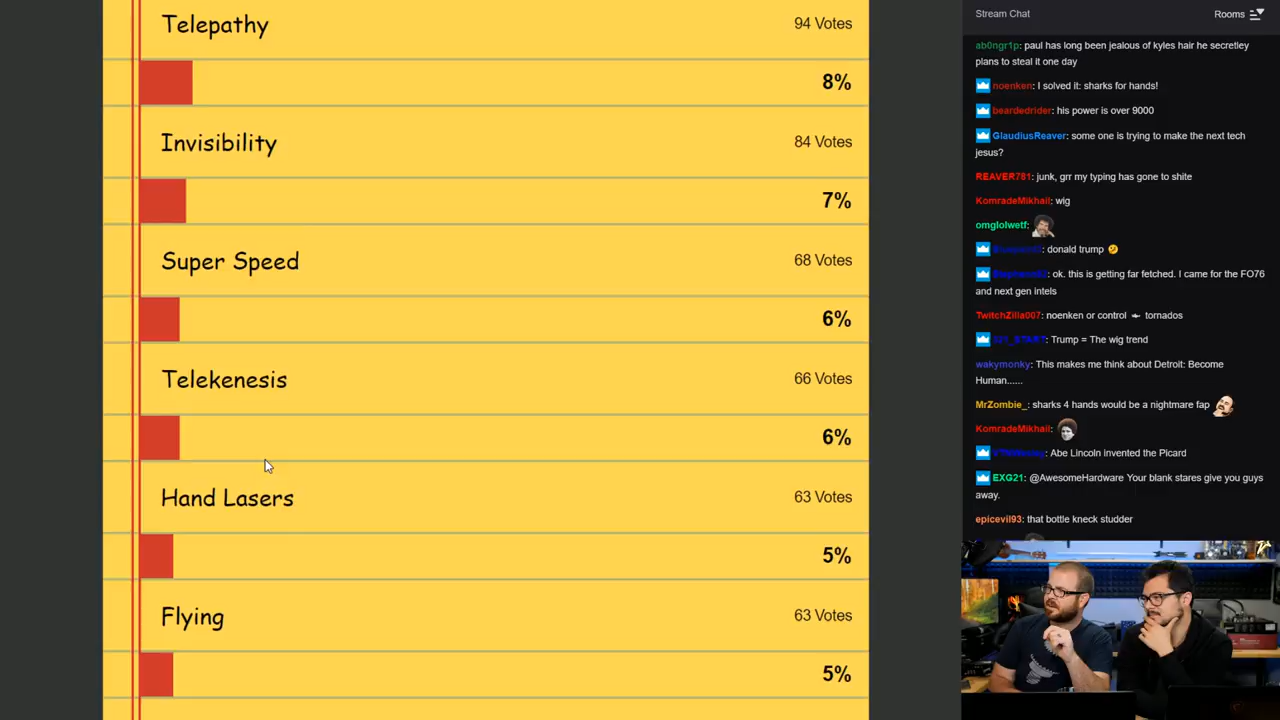 Telepathy
94 Votes
8%
Invisibility
84 Votes
7%
Super Speed
68 Votes
6%
Telekenesis
66 Votes
6%
Hand Lasers
63 Votes
5%
Flying
63 Votes
5%
Stream Chat
Rooms
ab0ngr1p: paul has long been jealous of kyles hair he secretley
plans to steal it one day
noenken: I solved it: sharks for hands!
beardedrider: his power is over 9000
GlaudiusReaver: some one is trying to make the next tech
jesus?
REAVER781: junk, grr my typing has gone to shite
KomradeMikhail: wig
omglolwetf:
: donald trump
: ok. this is getting far fetched. I came for the FO76
and next gen intels
TwitchZilla007: noenken or control tornados
: Trump = The wig trend
wakymonky: This makes me think about Detroit: Become
Human......
MrZombie_: sharks 4 hands would be a nightmare fap
KomradeMikhail:
: Abe Lincoln invented the Picard
EXG21: @AwesomeHardware Your blank stares give you guys
away.
epicevil93: that bottle kneck studder